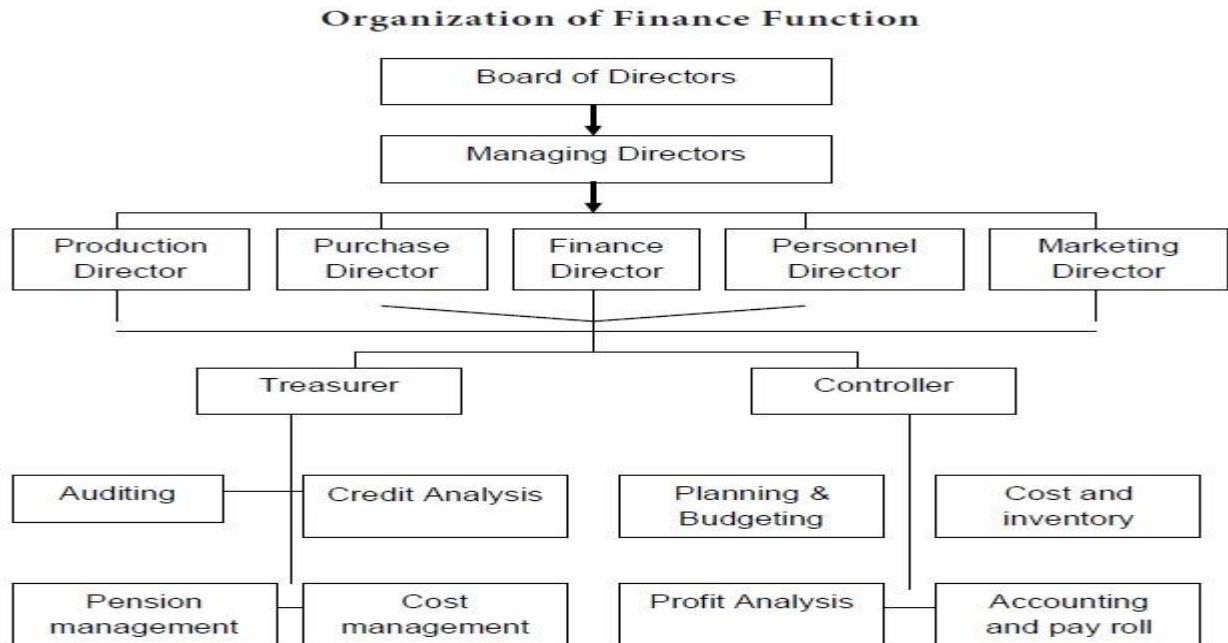 Organization of Finance Function
Board of Directors
Managing Directors
Production
Director
Purchase
Director
Finance
Director
Personnel
Director
Marketing
Director
Treasurer
Controller
Auditing
Credit Analysis
Planning &
Budgeting
Cost and
inventory
Pension
management
Cost
management
Profit Analysis
Accounting
and pay roll